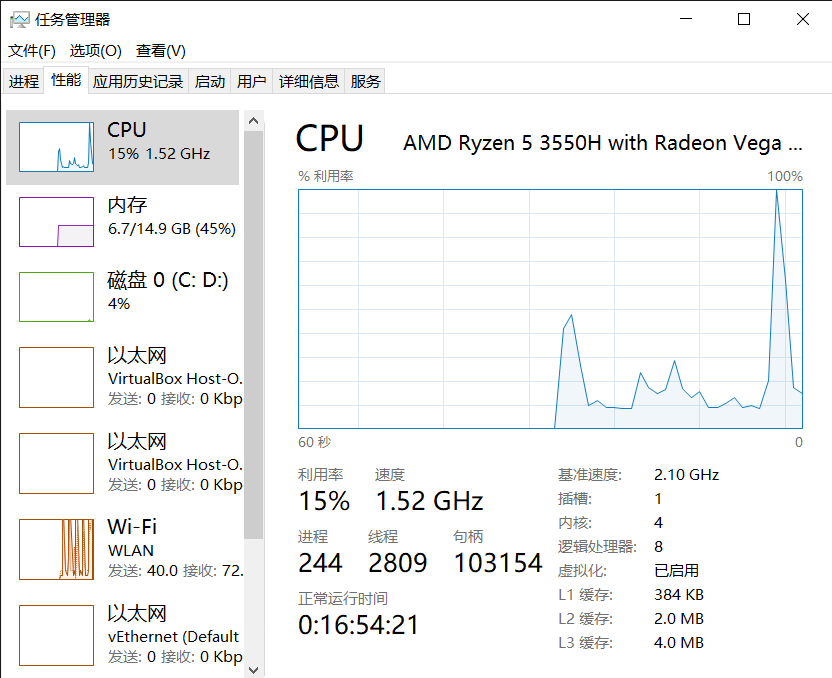 任务管理器
文件(F) 选项(O) 查看(V)
进程 性能 应用历史记录 启动 用户 详细信息 服务
CPU
15% 1.52 GHz
内存
6.7/14.9 GB (45%)
磁盘 0 (C: D:)
4%
以太网
VirtualBox Host-O.
发送: 0 接收: 0 Kbp
以太网
VirtualBox Host-O.
发送: 0 接收: 0 Kbp
Wi-Fi
WLAN
发送: 40.0 接收: 72.
以太网
vEthernet (Default
发送: 0 接收: 0 Kbp
CPU AMD Ryzen 5 3550H with Radeon Vega ...
% 利用率 100%
60 秒 0
利用率 速度
15% 1.52 GHz
进程 线程 句柄
244 2809 103154
正常运行时间
0:16:54:21
基准速度: 2.10 GHz
插槽: 1
内核: 4
逻辑处理器: 8
虚拟化: 已启用
L1 缓存: 384 KB
L2 缓存: 2.0 MB
L3 缓存: 4.0 MB